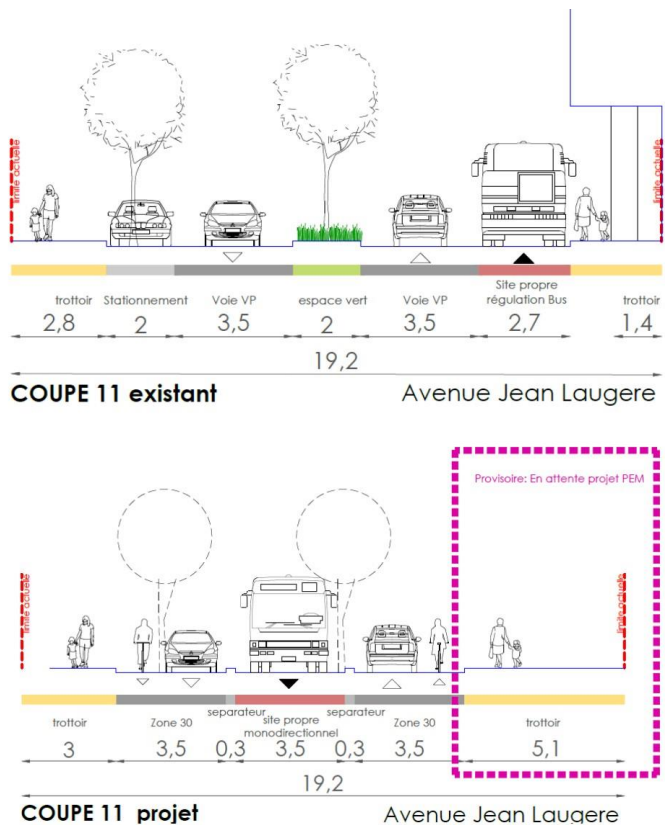 limite actuelle
limite actuelle
trottoir Stationnement Voie VP espace vert Voie VP Site propre régulation Bus trottoir
2,8 2 3,5 2 3,5 2,7 1,4
19,2
COUPE 11 existant Avenue Jean Laugere
Provisoire: En attente projet PEM
limite actuelle
limite actuelle
trottoir Zone 30 separateur site propre monodirectionnel separateur Zone 30 trottoir
3 3,5 0,3 3,5 0,3 3,5 5,1
19,2
COUPE 11 projet Avenue Jean Laugere